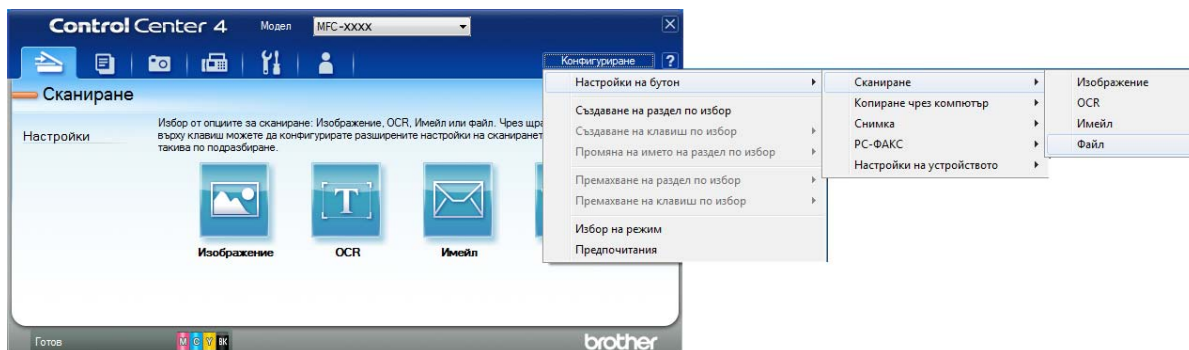 Control Center 4 Модел MFC-XXXX
Конфигуриране ?
Сканиране
Настройки
Избор от опциите за сканиране: Изображение, OCR, Имейл или файл. Чрез щра
върху клавиш можете да конфигурирате разширените настройки на сканиранет
такива по подразбиране.
T
Изображение OCR Имейл
Настройки на бутон
Създаване на раздел по избор
Създаване на клавиш по избор
Промяна на името на раздел по избор
Премахване на раздел по избор
Премахване на клавиш по избор
Избор на режим
Предпочитания
Сканиране
Копиране чрез компютър
Снимка
PC-ФАКС
Настройки на устройството
Изображение
OCR
Имейл
Файл
Готов M C Y BK brother